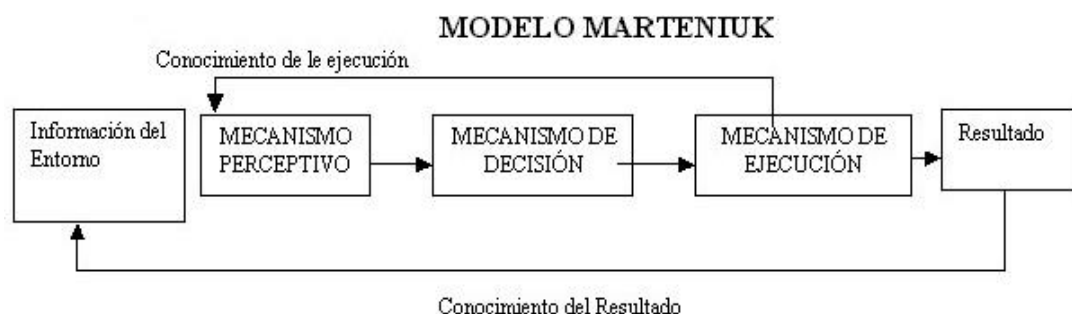 MODELO MARTENIUK
Conocimiento de le ejecución
Información del
Entorno
MECANISMO
PERCEPTIVO
MECANISMO DE
DECISIÓN
MECANISMO DE
EJECUCIÓN
Resultado
Conocimiento del Resultado